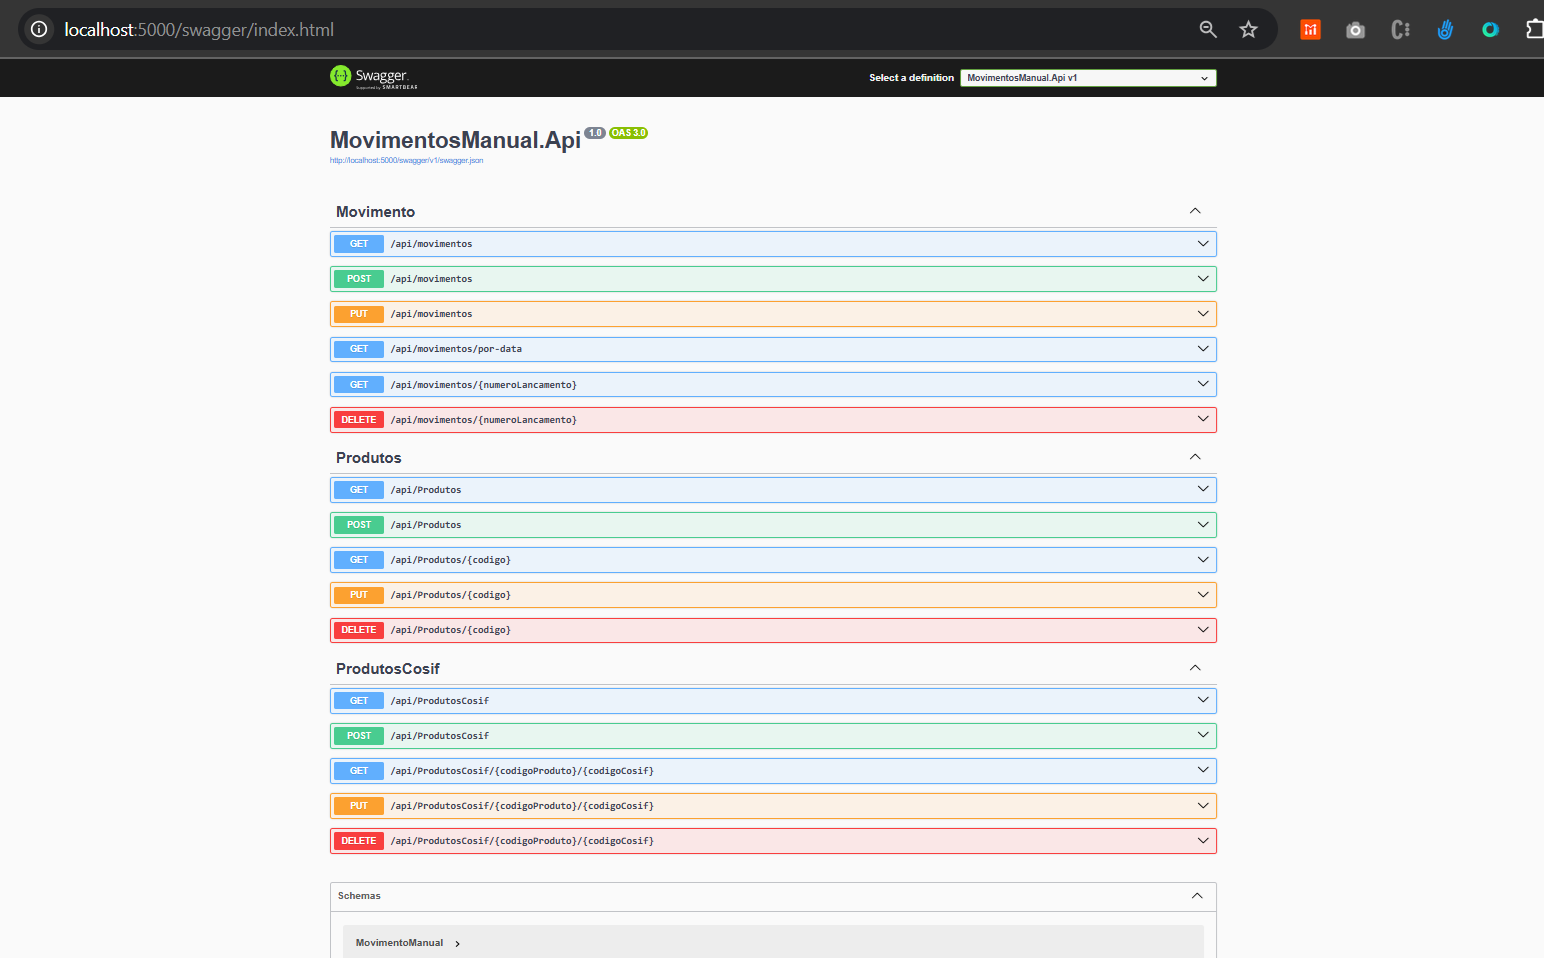 localhost:5000/swagger/index.html
Swagger.
Supported by SMARTBEAR
Select a definition
MovimentosManual.Api v1
MovimentosManual.Api 1.0 OAS 3.0
http://localhost:5000/swagger/v1/swagger.json
Movimento
GET /api/movimentos
POST /api/movimentos
PUT /api/movimentos
GET /api/movimentos/por-data
GET /api/movimentos/{numeroLancamento}
DELETE /api/movimentos/{numeroLancamento}
Produtos
GET /api/Produtos
POST /api/Produtos
GET /api/Produtos/{codigo}
PUT /api/Produtos/{codigo}
DELETE /api/Produtos/{codigo}
ProdutosCosif
GET /api/ProdutosCosif
POST /api/ProdutosCosif
GET /api/ProdutosCosif/{codigoProduto}/{codigoCosif}
PUT /api/ProdutosCosif/{codigoProduto}/{codigoCosif}
DELETE /api/ProdutosCosif/{codigoProduto}/{codigoCosif}
Schemas
MovimentoManual